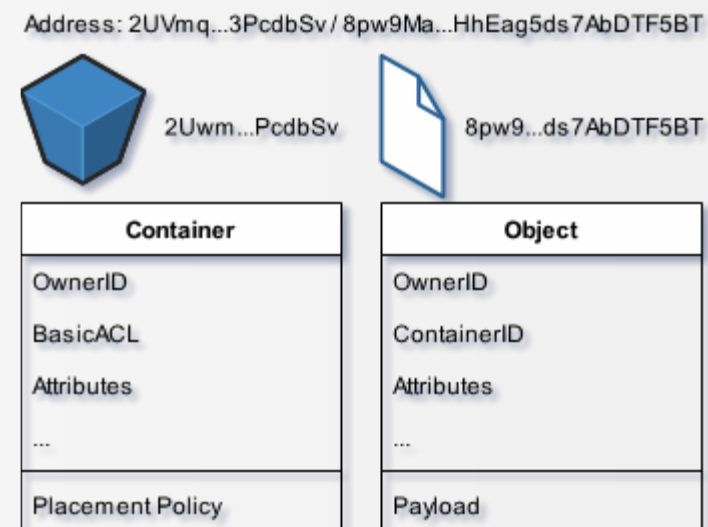 Address: 2UVmq...3PcdbSv / 8pw9Ma...HhEag5ds7AbDTF5BT
2Uwm...PcdbSv
8pw9...ds7AbDTF5BT
Container
OwnerID
BasicACL
Attributes
...
Placement Policy
Object
OwnerID
ContainerID
Attributes
...
Payload